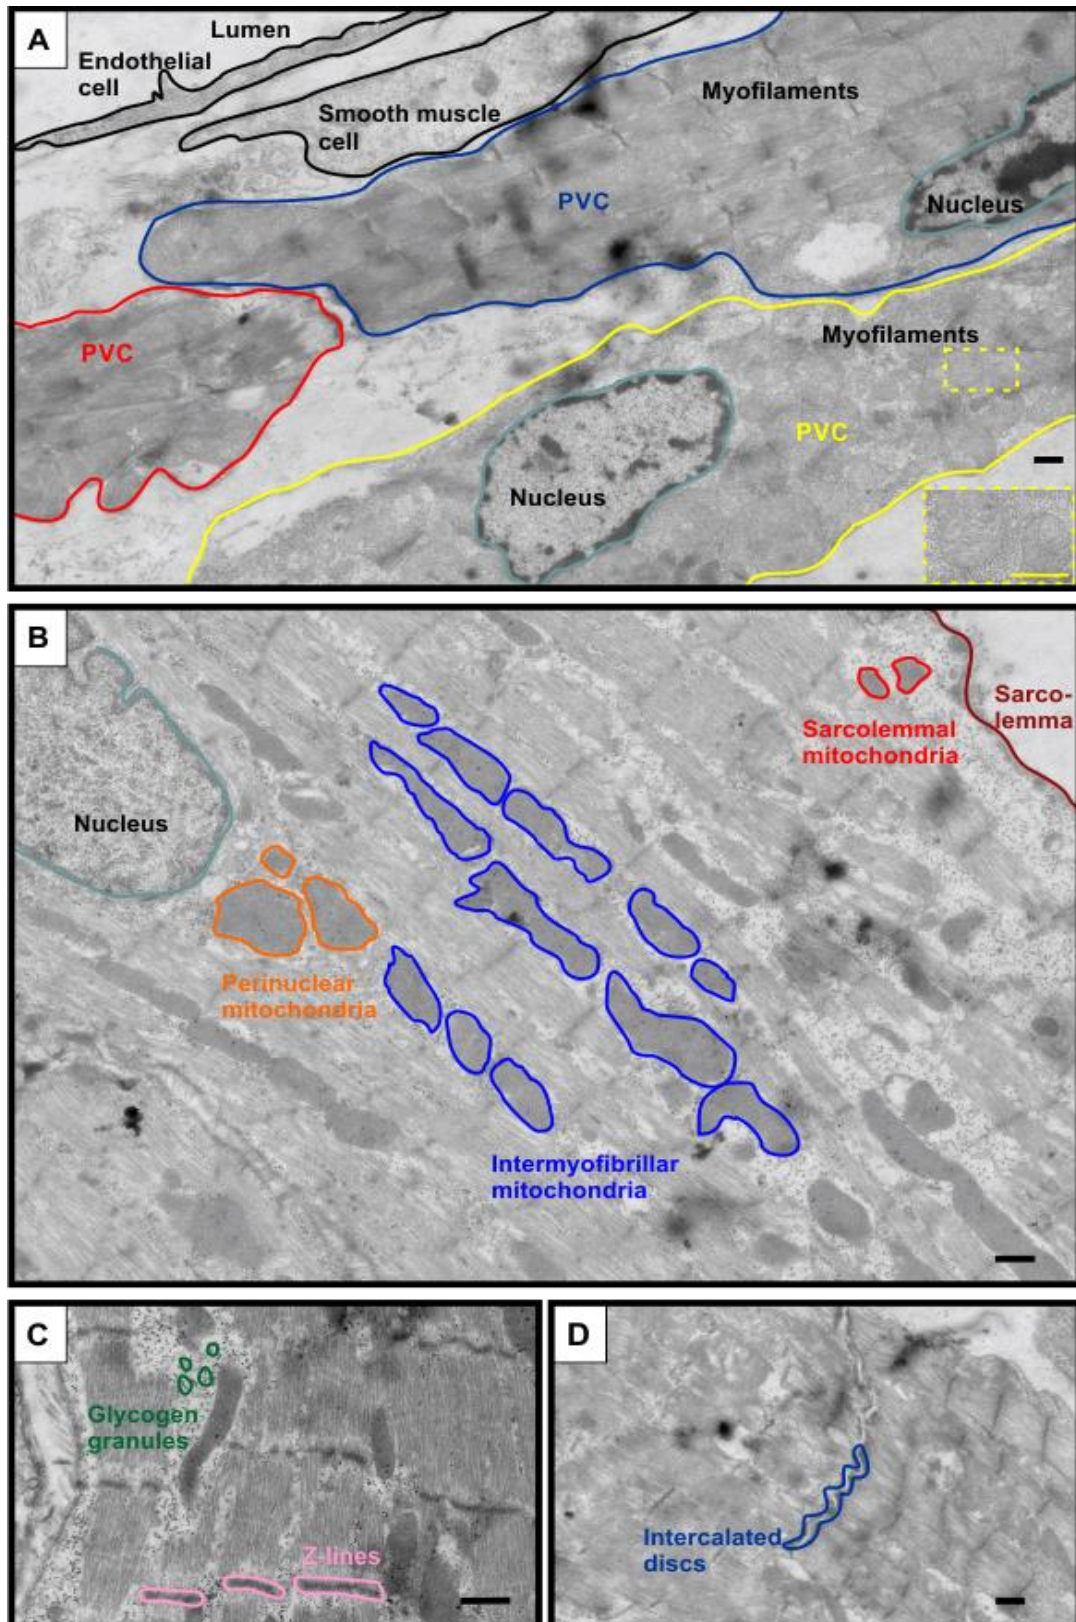 A
Lumen
Endothelial
cell
Smooth muscle
cell
Myofilaments
PVC
Nucleus
PVC
Myofilaments
PVC
Nucleus
B
Sarco-
lemma
Sarcolemmal
mitochondria
Nucleus
Perinuclear
mitochondria
Intermyofibrillar
mitochondria
C
Glycogen
granules
Z-lines
D
Intercalated
discs